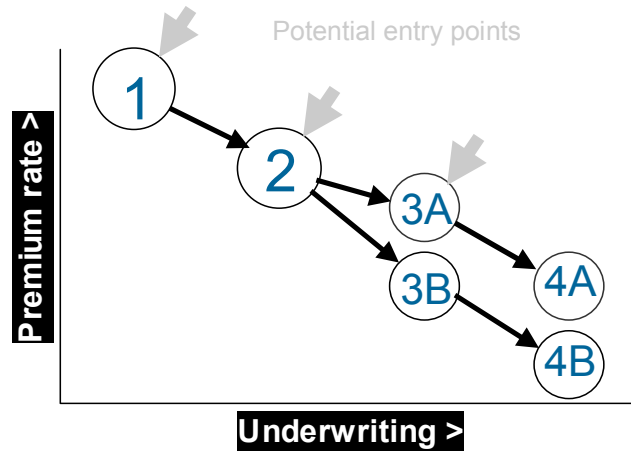 Potential entry points
1
2
3A
3B
4A
4B
Premium rate >
Underwriting >